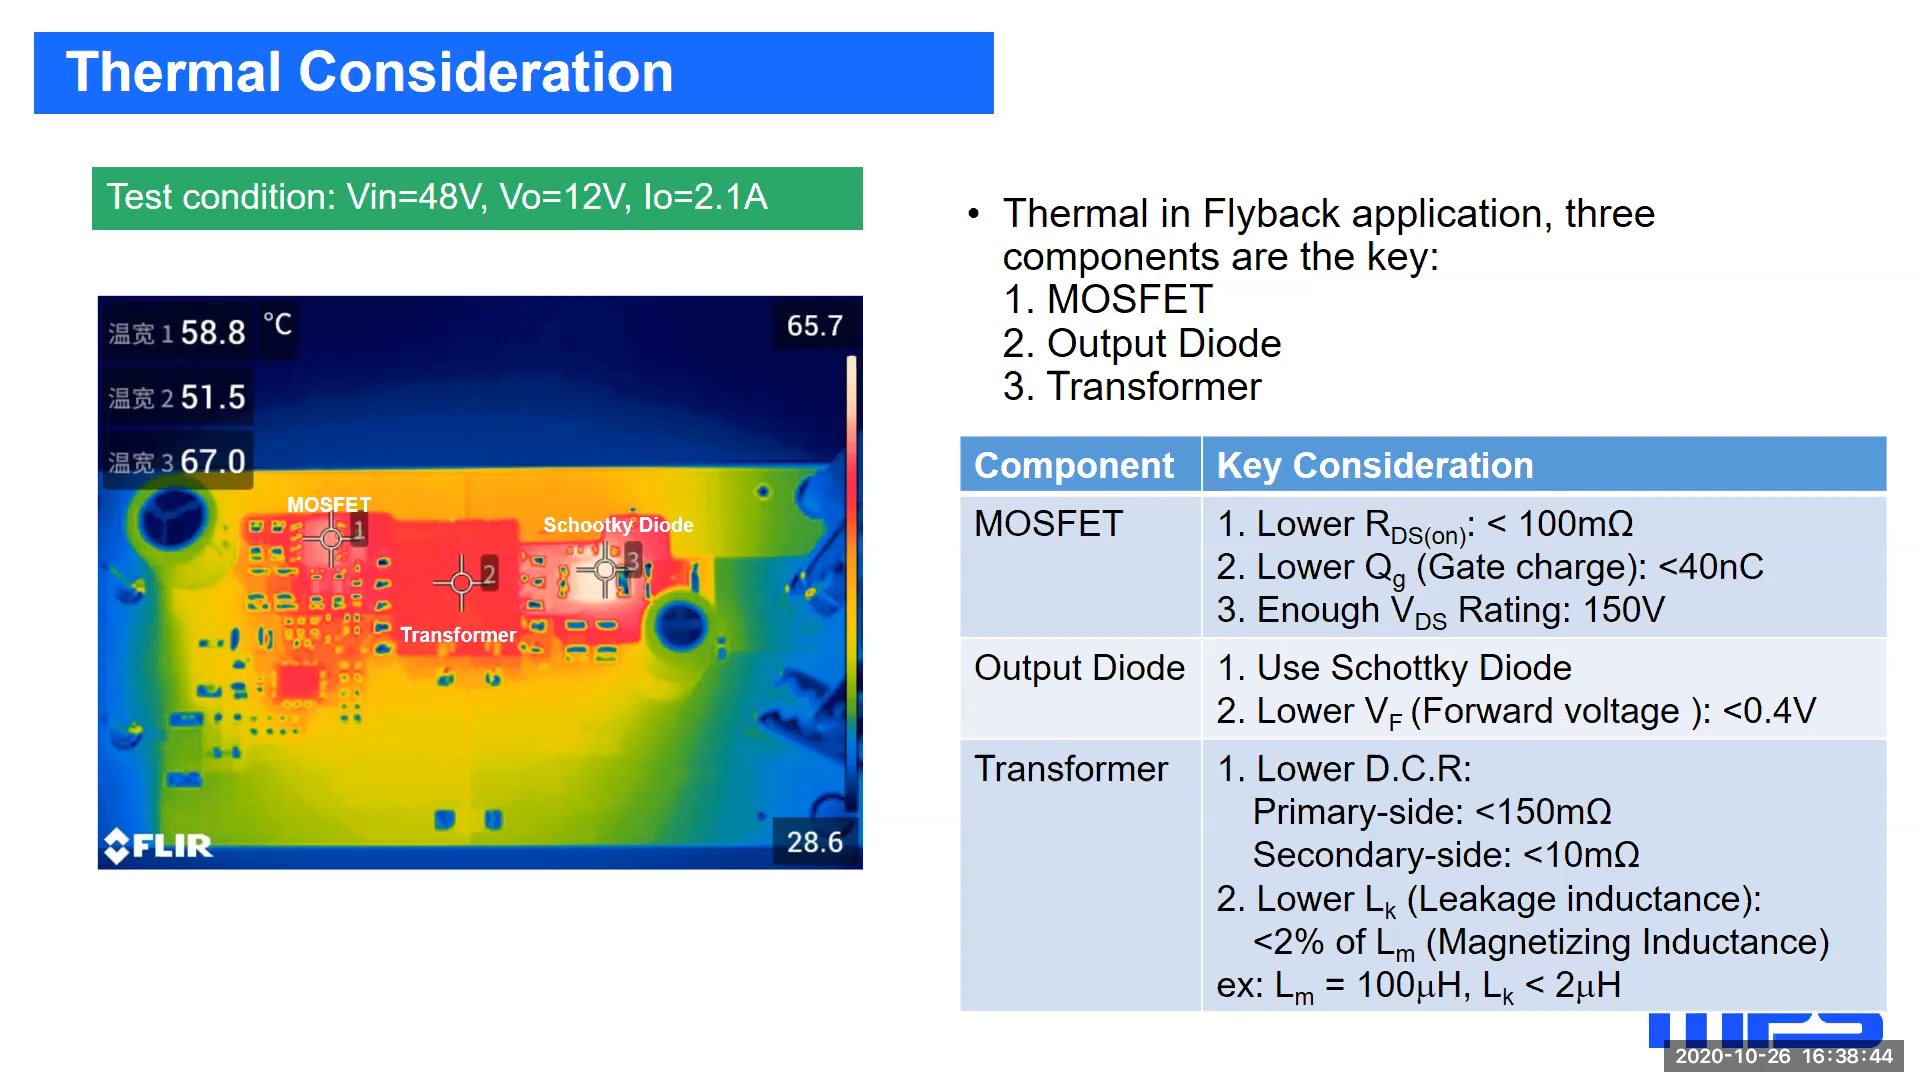 Thermal Consideration
Test condition: Vin=48V, Vo=12V, Io=2.1A
温宽 1 58.8 °C
65.7
温宽 2 51.5
温宽 3 67.0
MOSFET
1
Schootky Diode
3
2
Transformer
FLIR
28.6
• Thermal in Flyback application, three
components are the key:
1. MOSFET
2. Output Diode
3. Transformer
Component Key Consideration
MOSFET
1. Lower RDS(on): < 100mΩ
2. Lower Qg (Gate charge): <40nC
3. Enough VDS Rating: 150V
Output Diode
1. Use Schottky Diode
2. Lower VF (Forward voltage ): <0.4V
Transformer
1. Lower D.C.R:
Primary-side: <150mΩ
Secondary-side: <10mΩ
2. Lower Lk (Leakage inductance):
<2% of Lm (Magnetizing Inductance)
ex: Lm = 100μH, Lk < 2μH
mps
2020-10-26 16:38:44